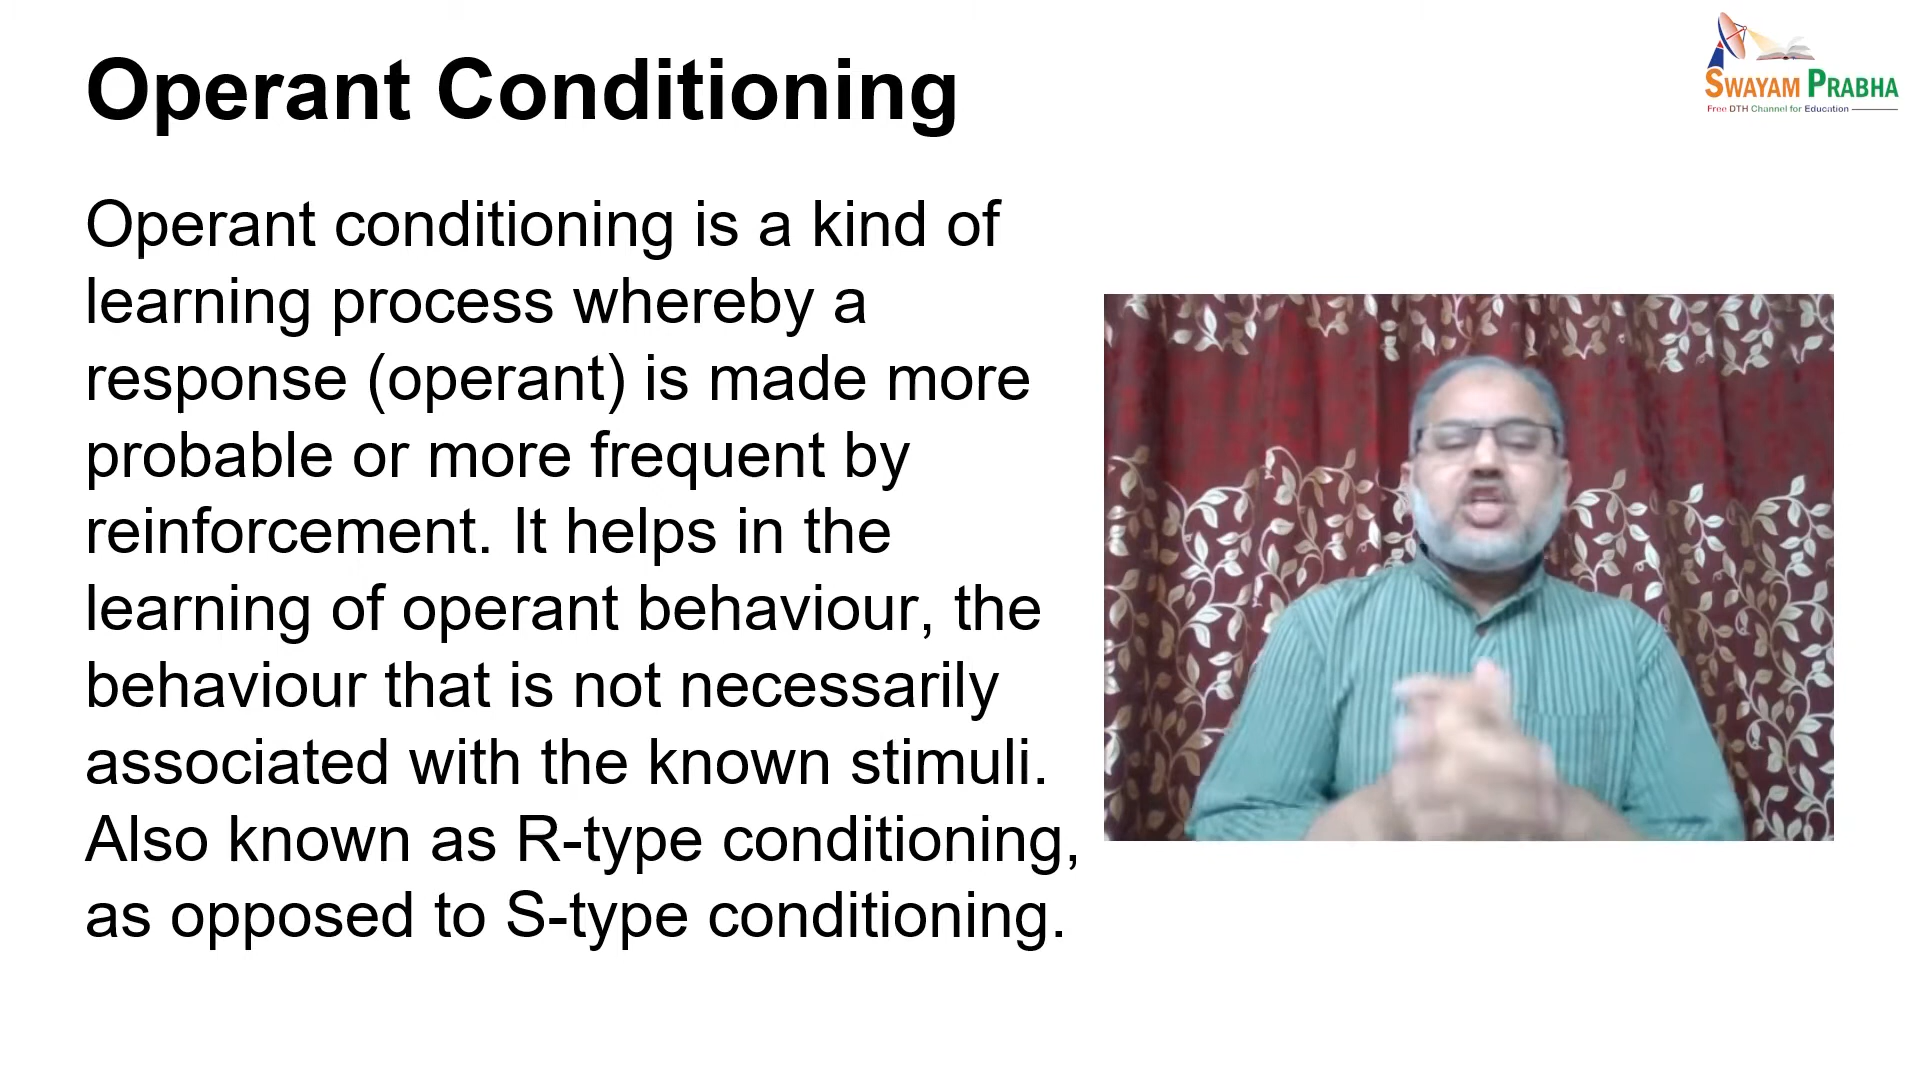 Operant Conditioning
SWAYAM PRABHA
Free DTH Channel for Education
Operant conditioning is a kind of
learning process whereby a
response (operant) is made more
probable or more frequent by
reinforcement. It helps in the
learning of operant behaviour, the
behaviour that is not necessarily
associated with the known stimuli.
Also known as R-type conditioning,
as opposed to S-type conditioning.